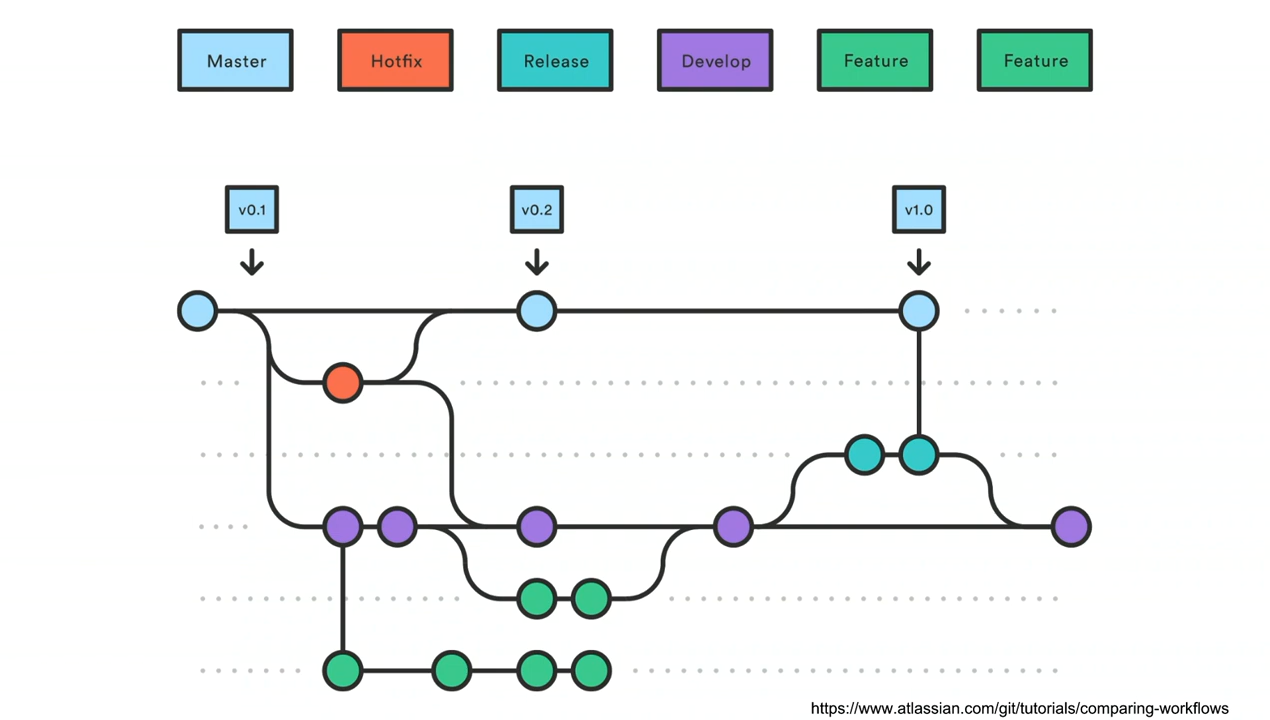 Master
Hotfix
Release
Develop
Feature
Feature
v0.1
v0.2
v1.0
https://www.atlassian.com/git/tutorials/comparing-workflows